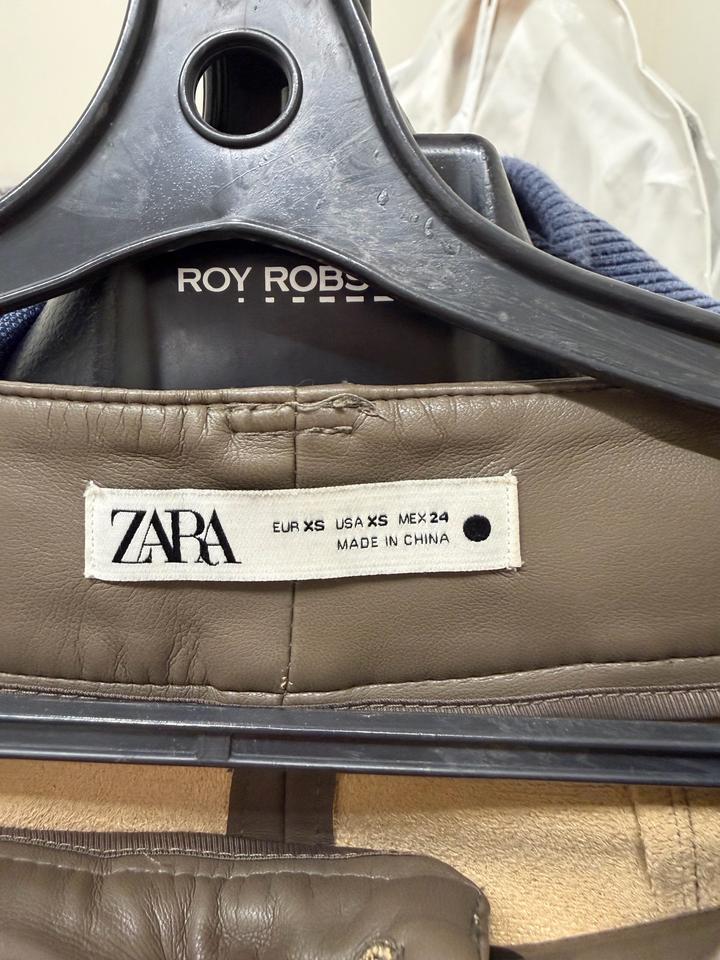 ROY ROBS
ZARA
EUR XS USA XS MEX 24
MADE IN CHINA